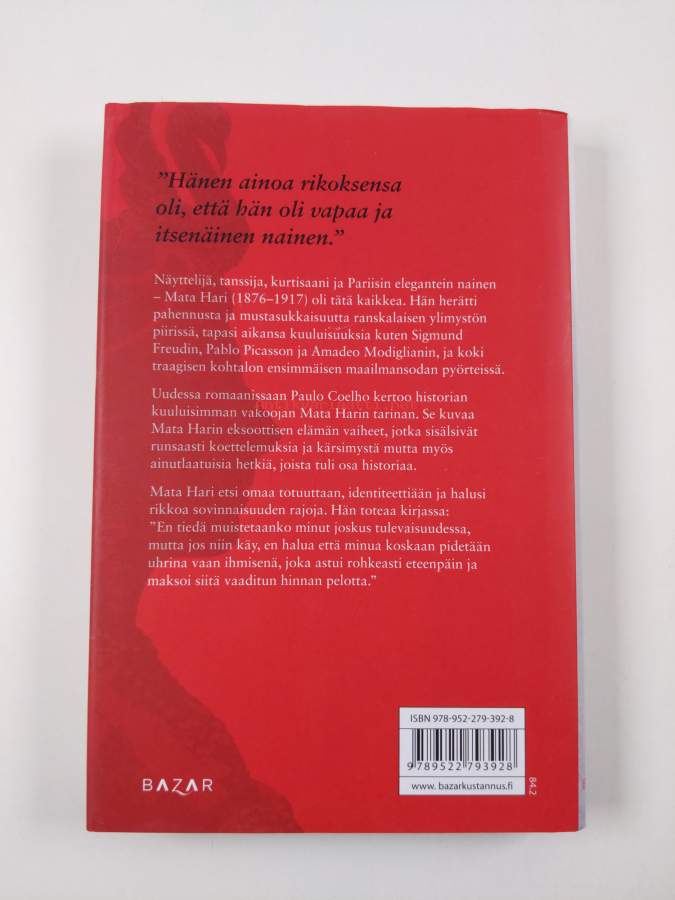 ”Hänen ainoa rikoksensa
oli, että hän oli vapaa ja
itsenäinen nainen.”
Näyttelijä, tanssija, kurtisaani ja Pariisin elegantein nainen
– Mata Hari (1876–1917) oli tätä kaikkea. Hän herätti
pahennusta ja mustasukkaisuutta ranskalaisen ylimystön
piirissä, tapasi aikansa kuuluisuuksia kuten Sigmund
Freudin, Pablo Picasson ja Amadeo Modiglianin, ja koki
traagisen kohtalon ensimmäisen maailmansodan pyörteissä.
Uudessa romaanissaan Paulo Coelho kertoo historian
kuuluisimman vakoojan Mata Harin tarinan. Se kuvaa
Mata Harin eksoottisen elämän vaiheet, jotka sisälsivät
runsaasti koettelemuksia ja kärsimystä mutta myös
ainutlaatuisia hetkiä, joista tuli osa historiaa.
Mata Hari etsi omaa totuuttaan, identiteettiään ja halusi
rikkoa sovinnaisuuden rajoja. Hän toteaa kirjassa:
”En tiedä muistetaanko minut joskus tulevaisuudessa,
mutta jos niin käy, en halua että minua koskaan pidetään
uhrina vaan ihmisenä, joka astui rohkeasti eteenpäin ja
maksoi siitä vaaditun hinnan pelotta.”
ISBN 978-952-279-392-8
9789522793928
www.bazarkustannus.fi
84.2
BAZAR